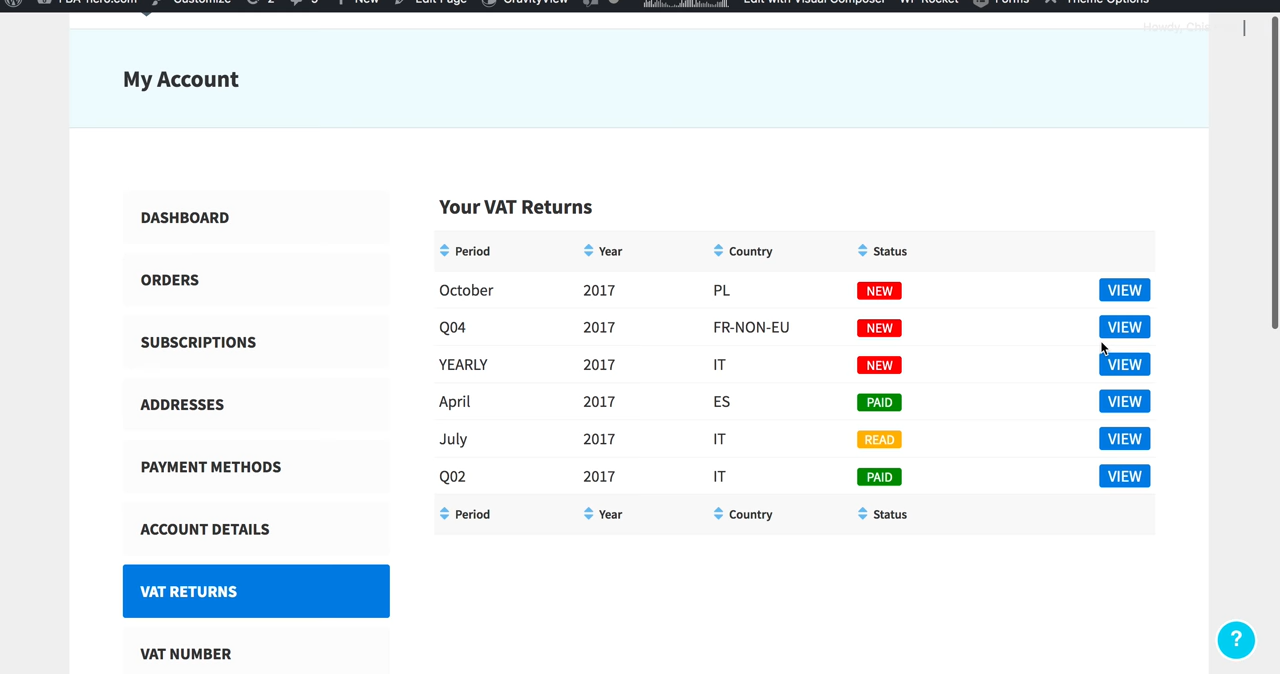 Customize
New
Edit Page
GravityView
Edit with Visual Composer
WP Rocket
Forms
Theme Options
Howdy,
My Account
DASHBOARD
ORDERS
SUBSCRIPTIONS
ADDRESSES
PAYMENT METHODS
ACCOUNT DETAILS
VAT RETURNS
VAT NUMBER
Your VAT Returns
Period Year Country Status
October 2017 PL NEW VIEW
Q04 2017 FR-NON-EU NEW VIEW
YEARLY 2017 IT NEW VIEW
April 2017 ES PAID VIEW
July 2017 IT READ VIEW
Q02 2017 IT PAID VIEW
Period Year Country Status
?